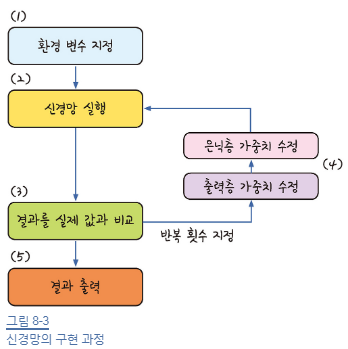 (1)
환경 변수 지정
(2)
신경망 실행
은닉층 가중치 수정
(4)
출력층 가중치 수정
(3)
결과를 실제 값과 비교
반복 횟수 지정
(5)
결과 출력
그림 8-3
신경망의 구현 과정